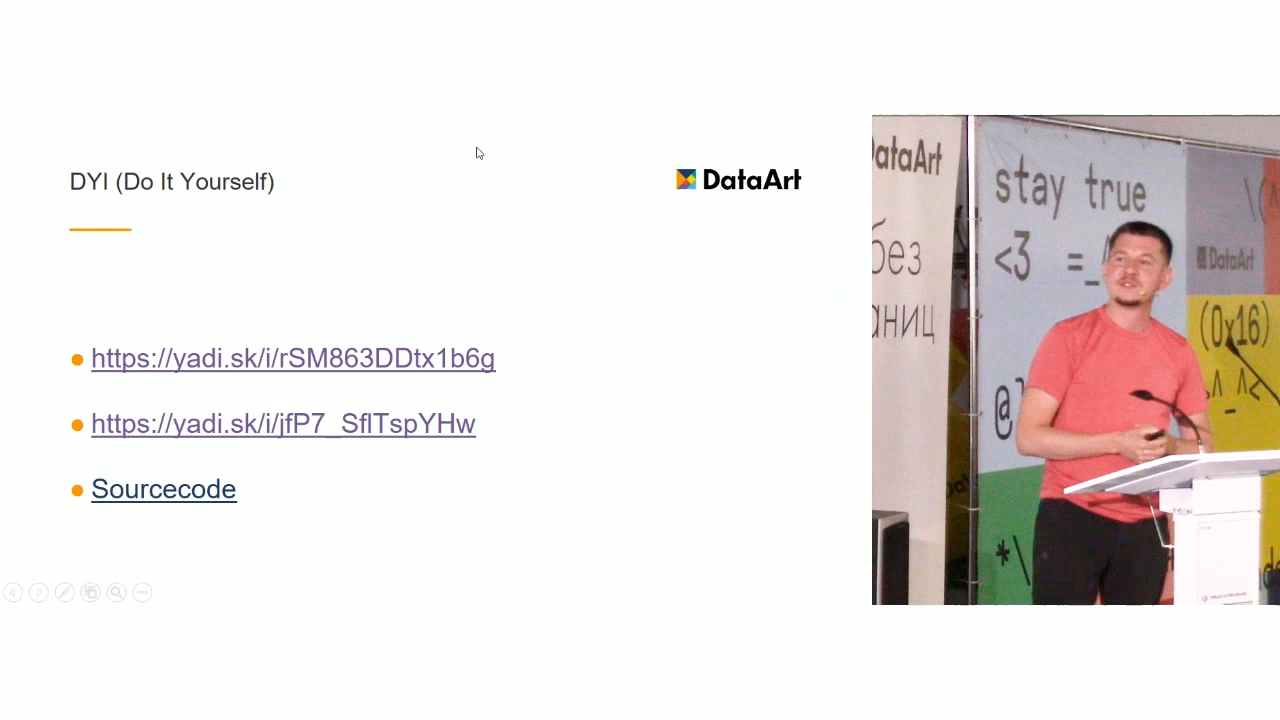 DYI (Do It Yourself)
DataArt
https://yadi.sk/i/rSM863DDtx1b6g
https://yadi.sk/i/jfP7_SflTspYHw
Sourcecode
DataArt
без
аниц
stay true
<3 =_^
DataArt
(0x16)
^_^<
@
*\